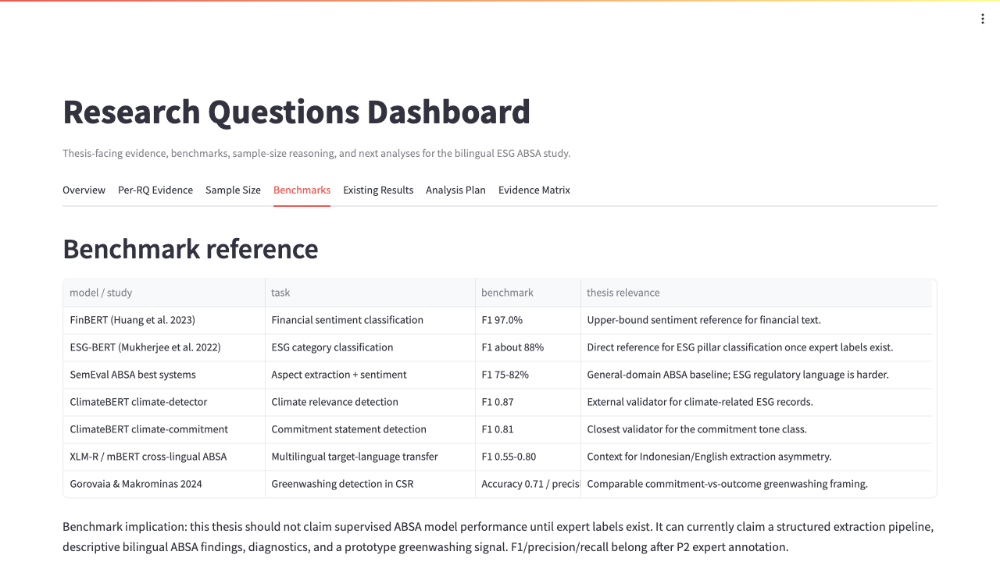 Research Questions Dashboard
Thesis-facing evidence, benchmarks, sample-size reasoning, and next analyses for the bilingual ESG ABSA study.
Overview Per-RQ Evidence Sample Size Benchmarks Existing Results Analysis Plan Evidence Matrix
Benchmark reference
model / study task benchmark thesis relevance
FinBERT (Huang et al. 2023) Financial sentiment classification F1 97.0% Upper-bound sentiment reference for financial text.
ESG-BERT (Mukherjee et al. 2022) ESG category classification F1 about 88% Direct reference for ESG pillar classification once expert labels exist.
SemEval ABSA best systems Aspect extraction + sentiment F1 75-82% General-domain ABSA baseline; ESG regulatory language is harder.
ClimateBERT climate-detector Climate relevance detection F1 0.87 External validator for climate-related ESG records.
ClimateBERT climate-commitment Commitment statement detection F1 0.81 Closest validator for the commitment tone class.
XLM-R / mBERT cross-lingual ABSA Multilingual target-language transfer F1 0.55-0.80 Context for Indonesian/English extraction asymmetry.
Gorovaia & Makrominas 2024 Greenwashing detection in CSR Accuracy 0.71 / precisi Comparable commitment-vs-outcome greenwashing framing.
Benchmark implication: this thesis should not claim supervised ABSA model performance until expert labels exist. It can currently claim a structured extraction pipeline,
descriptive bilingual ABSA findings, diagnostics, and a prototype greenwashing signal. F1/precision/recall belong after P2 expert annotation.